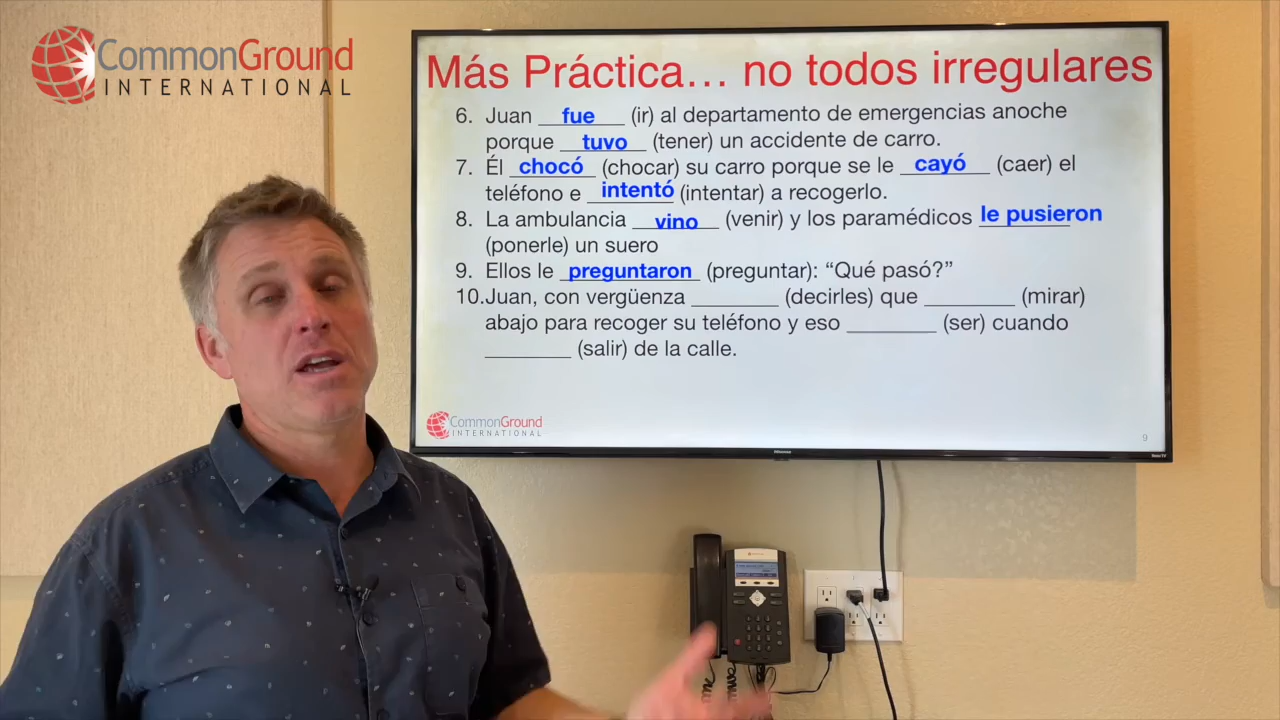 CommonGround
INTERNATIONAL
Más Práctica... no todos irregulares
6. Juan fue (ir) al departamento de emergencias anoche
porque tuvo (tener) un accidente de carro.
7. Él chocó (chocar) su carro porque se le cayó (caer) el
teléfono e intentó (intentar) a recogerlo.
8. La ambulancia vino (venir) y los paramédicos le pusieron
(ponerle) un suero
9. Ellos le preguntaron (preguntar): “Qué pasó?”
10.Juan, con vergüenza ________ (decirles) que ________ (mirar)
abajo para recoger su teléfono y eso ________ (ser) cuando
________ (salir) de la calle.
CommonGround
INTERNATIONAL
9
Hisense